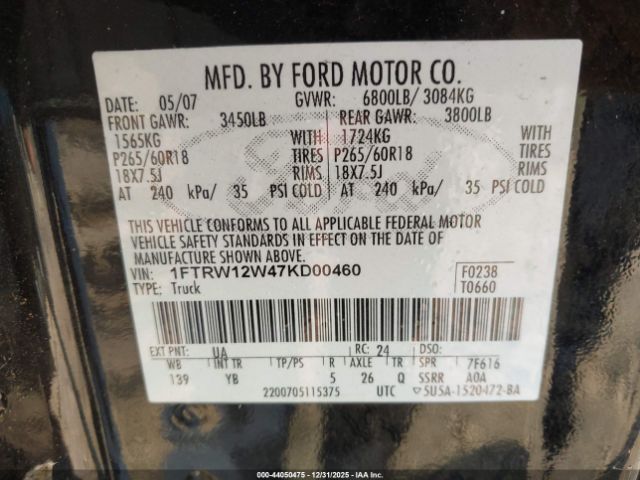 MFD. BY FORD MOTOR CO.
DATE: 05/07 GVWR: 6800LB/ 3084KG
FRONT GAWR: 3450LB REAR GAWR: 3800LB
1565KG WITH 1724KG WITH
P265/60R18 TIRES P265/60R18 TIRES
18X7.5J RIMS 18X7.5J RIMS
AT 240 kPa/ 35 PSI COLD AT 240 kPa/ 35 PSI COLD
THIS VEHICLE CONFORMS TO ALL APPLICABLE FEDERAL MOTOR
VEHICLE SAFETY STANDARDS IN EFFECT ON THE DATE OF
MANUFACTURE SHOWN ABOVE.
VIN: 1FTRW12W47KD00460 F0238
TYPE: Truck T0660
EXT PNT: UA RC: 24 DSO:
WB INT TR TP/PS R AXLE TR SPR 7F616
139 YB 5 26 Q SSRR A0A
2200705115375 UTC ▽5U5A-1520472-BA
000-44050475 - 12/31/2025 - IAAI.CA